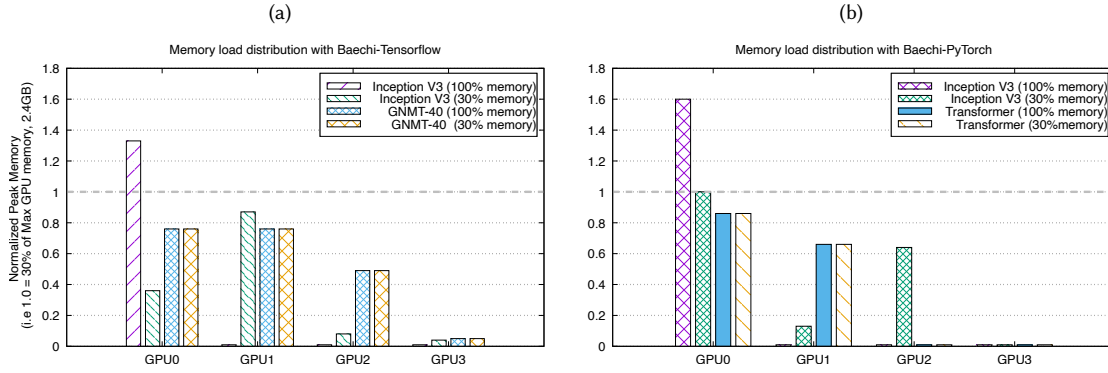 (a)
Memory load distribution with Baechi-Tensorflow
Normalized Peak Memory
(i.e 1.0 = 30% of Max GPU memory, 2.4GB)
1.8
1.6
1.4
1.2
1
0.8
0.6
0.4
0.2
0
Inception V3 (100% memory)
Inception V3 (30% memory)
GNMT-40 (100% memory)
GNMT-40 (30% memory)
GPU0
GPU1
GPU2
GPU3
(b)
Memory load distribution with Baechi-PyTorch
1.8
1.6
1.4
1.2
1
0.8
0.6
0.4
0.2
0
Inception V3 (100% memory)
Inception V3 (30% memory)
Transformer (100% memory)
Transformer (30%memory)
GPU0
GPU1
GPU2
GPU3